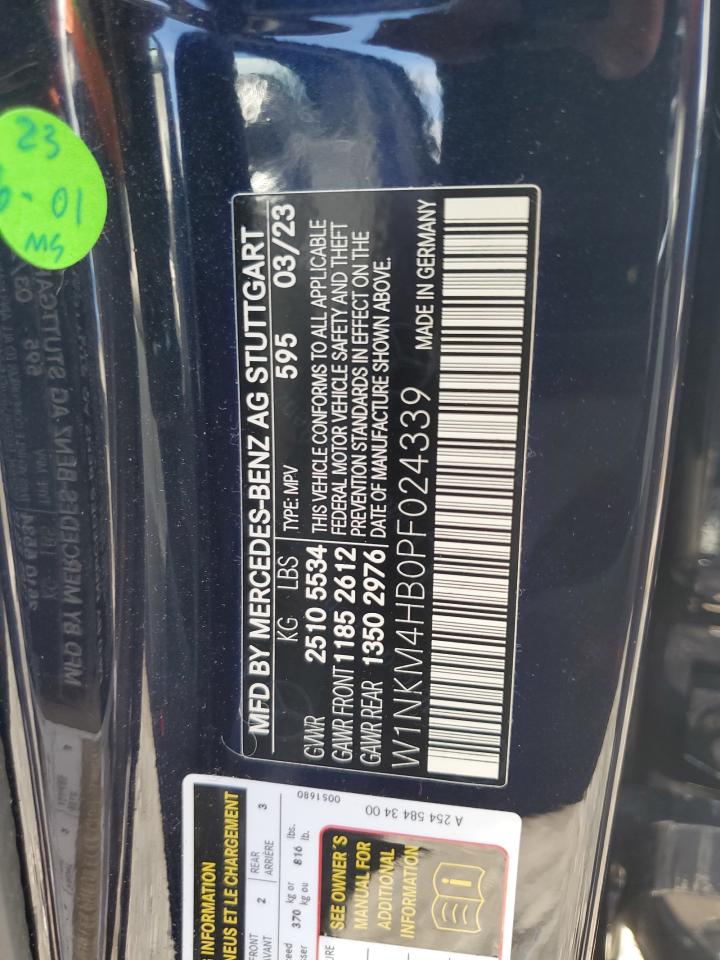 MFD BY MERCEDES-BENZ AG STUTTGART
KG LBS TYPE: MPV 595 03/23
GVWR 2510 5534
GAWR FRONT 1185 2612
GAWR REAR 1350 2976
THIS VEHICLE CONFORMS TO ALL APPLICABLE
FEDERAL MOTOR VEHICLE SAFETY AND THEFT
PREVENTION STANDARDS IN EFFECT ON THE
DATE OF MANUFACTURE SHOWN ABOVE.
W1NKM4HB0PF024339 MADE IN GERMANY
23
01
MS
INFORMATION
NEUS ET LE CHARGEMENT
FRONT 2 REAR 3
AVANT ARRIÈRE
ceed 370 kg or 816 lbs.
sser kg ou lb.
0051680
SEE OWNER'S
MANUAL FOR
ADDITIONAL
INFORMATION
A 254 584 34 00